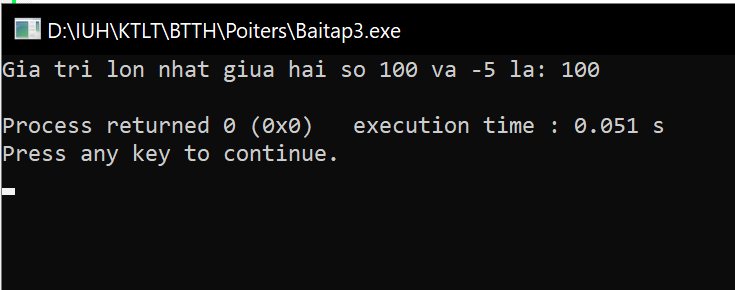 D:\IUH\KTLT\BTTH\Poiters\Baitap3.exe
Gia tri lon nhat giua hai so 100 va -5 la: 100
Process returned 0 (0x0)   execution time : 0.051 s
Press any key to continue.